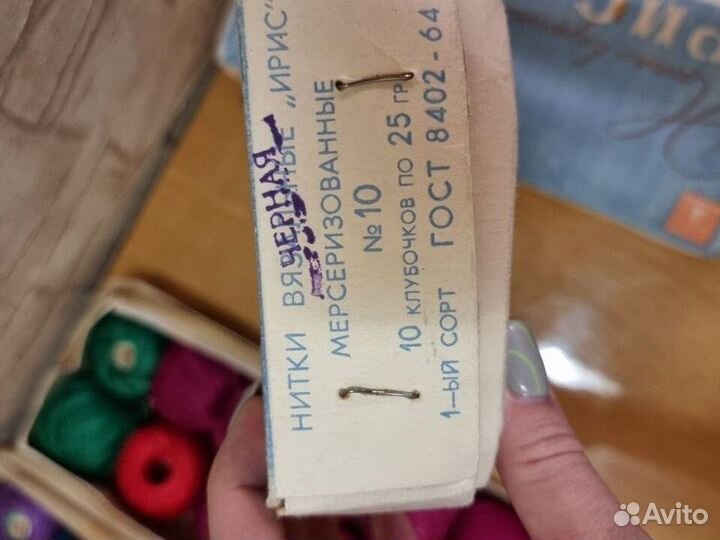 НИТКИ ВЯЗАЛЬНЫЕ „ИРИС"
ЧЕРНАЯ
МЕРСЕРИЗОВАННЫЕ
№ 10
10 КЛУБОЧКОВ ПО 25 ГР
1-ЫЙ СОРТ ГОСТ 8402-64
Avito